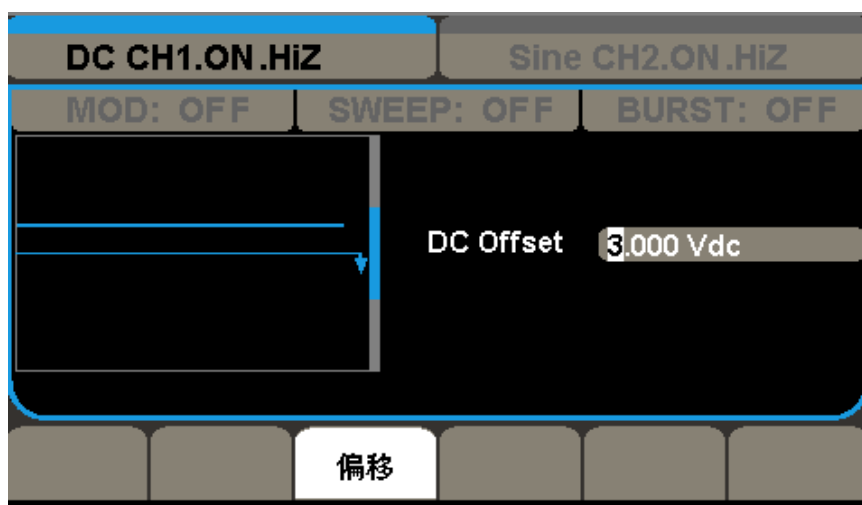 DC CH1.ON.HiZ
Sine CH2.ON.HiZ
MOD: OFF
SWEEP: OFF
BURST: OFF
DC Offset
3.000 Vdc
偏移